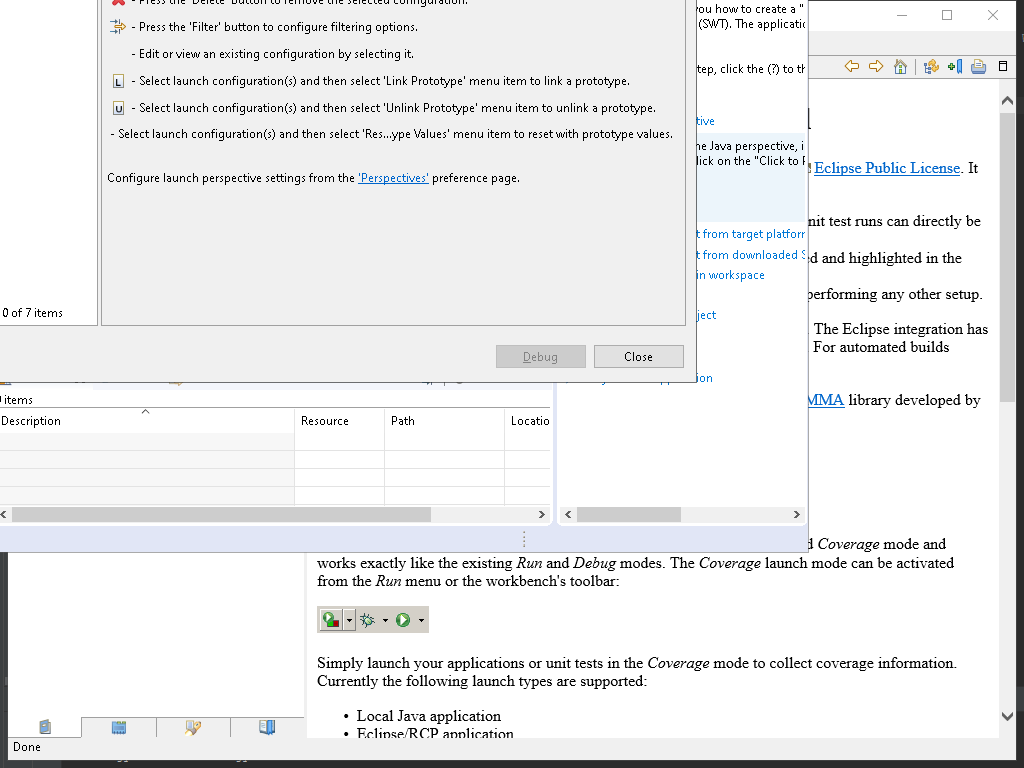 - Press the 'Delete' button to remove the selected configuration.
- Press the 'Filter' button to configure filtering options.
- Edit or view an existing configuration by selecting it.
L - Select launch configuration(s) and then select 'Link Prototype' menu item to link a prototype.
U - Select launch configuration(s) and then select 'Unlink Prototype' menu item to unlink a prototype.
- Select launch configuration(s) and then select 'Res...ype Values' menu item to reset with prototype values.
Configure launch perspective settings from the 'Perspectives' preference page.
0 of 7 items
Debug
Close
you how to create a "
(SWT). The applicatio
tep, click the (?) to th
tive
he Java perspective, i
lick on the "Click to P
t from target platform
t from downloaded S
in workspace
ject
ion
items
Description
Resource
Path
Locatio
Eclipse Public License. It
nit test runs can directly be
d and highlighted in the
performing any other setup.
The Eclipse integration has
For automated builds
MMA library developed by
d Coverage mode and
works exactly like the existing Run and Debug modes. The Coverage launch mode can be activated
from the Run menu or the workbench's toolbar:
Simply launch your applications or unit tests in the Coverage mode to collect coverage information.
Currently the following launch types are supported:
• Local Java application
• Eclipse/RCP application
Done